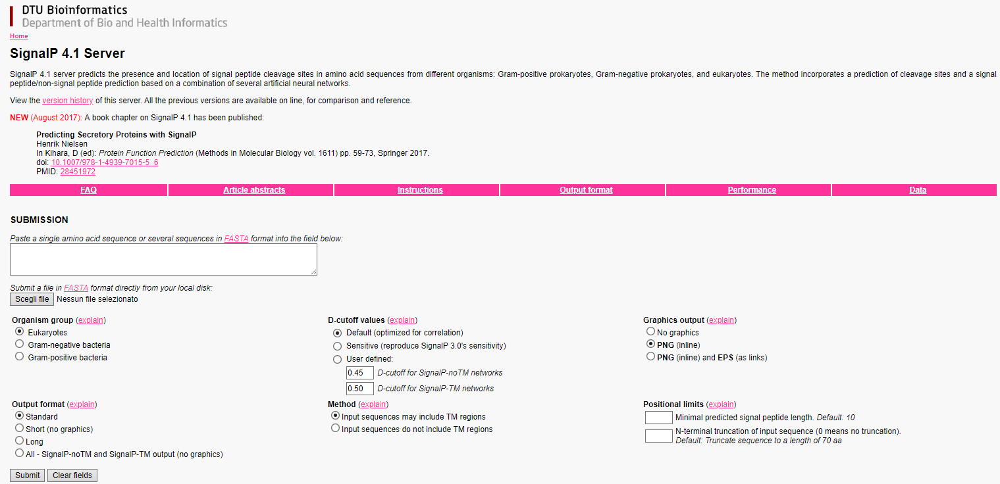 DTU Bioinformatics
Department of Bio and Health Informatics
Home
SignalP 4.1 Server
SignalP 4.1 server predicts the presence and location of signal peptide cleavage sites in amino acid sequences from different organisms: Gram-positive prokaryotes, Gram-negative prokaryotes, and eukaryotes. The method incorporates a prediction of cleavage sites and a signal
peptide/non-signal peptide prediction based on a combination of several artificial neural networks.
View the version history of this server. All the previous versions are available on line, for comparison and reference.
NEW (August 2017): A book chapter on SignalP 4.1 has been published:
Predicting Secretory Proteins with SignalP
Henrik Nielsen
In Kihara, D (ed): Protein Function Prediction (Methods in Molecular Biology vol. 1611) pp. 59-73, Springer 2017.
doi: 10.1007/978-1-4939-7015-5_6
PMID: 28451972
FAQ Article abstracts Instructions Output format Performance Data
SUBMISSION
Paste a single amino acid sequence or several sequences in FASTA format into the field below:
Submit a file in FASTA format directly from your local disk:
Scegli file Nessun file selezionato
Organism group (explain)
Eukaryotes
Gram-negative bacteria
Gram-positive bacteria
D-cutoff values (explain)
Default (optimized for correlation)
Sensitive (reproduce SignalP 3.0's sensitivity)
User defined:
0.45 D-cutoff for SignalP-noTM networks
0.50 D-cutoff for SignalP-TM networks
Graphics output (explain)
No graphics
PNG (inline)
PNG (inline) and EPS (as links)
Output format (explain)
Standard
Short (no graphics)
Long
All - SignalP-noTM and SignalP-TM output (no graphics)
Method (explain)
Input sequences may include TM regions
Input sequences do not include TM regions
Positional limits (explain)
Minimal predicted signal peptide length. Default: 10
N-terminal truncation of input sequence (0 means no truncation).
Default: Truncate sequence to a length of 70 aa
Submit Clear fields